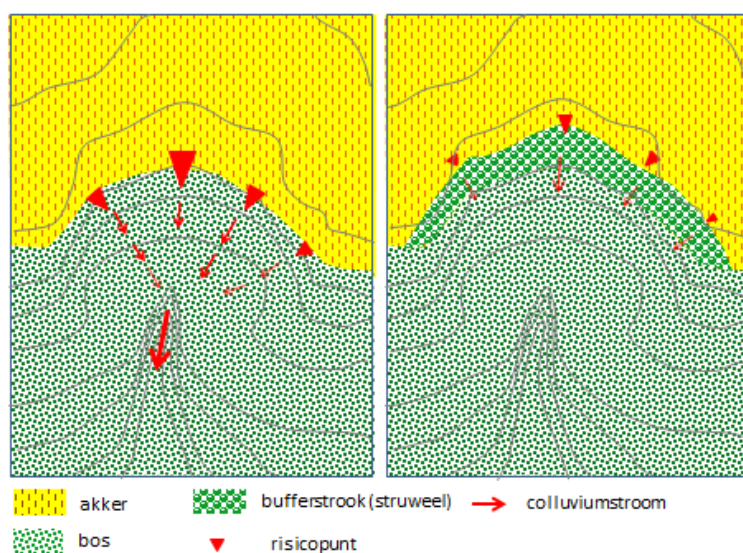 akker
bufferstrook (struweel)
colluviumstroom
bos
risicopunt